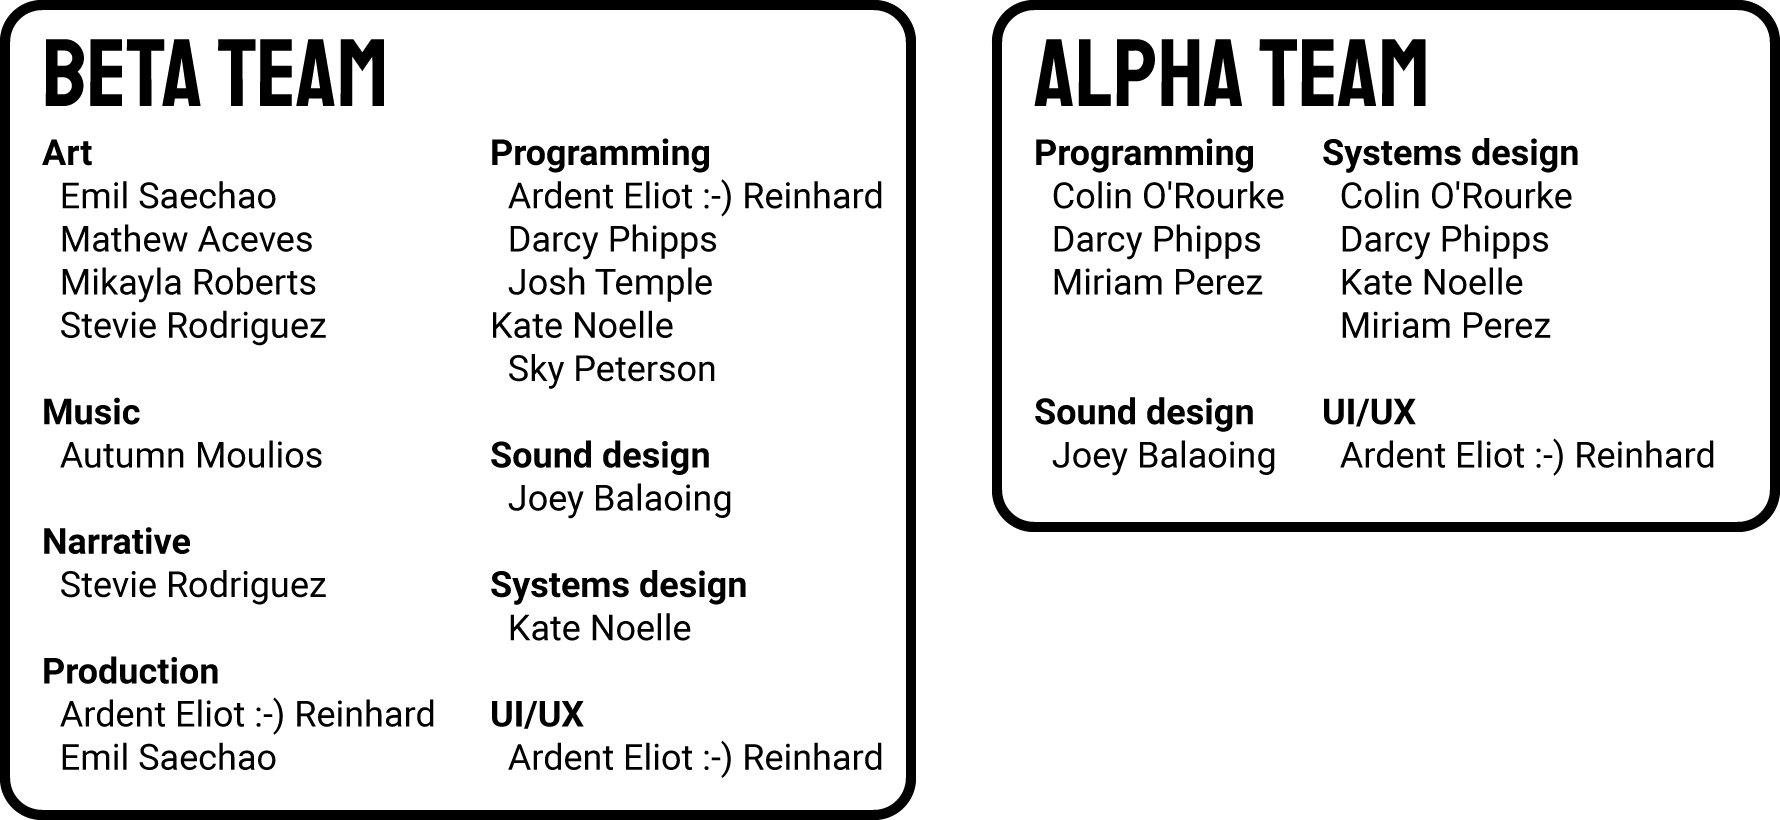 BETA TEAM
Art
Emil Saechao
Mathew Aceves
Mikayla Roberts
Stevie Rodriguez
Music
Autumn Moulios
Narrative
Stevie Rodriguez
Production
Ardent Eliot :-) Reinhard
Emil Saechao
Programming
Ardent Eliot :-) Reinhard
Darcy Phipps
Josh Temple
Kate Noelle
Sky Peterson
Sound design
Joey Balaoing
Systems design
Kate Noelle
UI/UX
Ardent Eliot :-) Reinhard
ALPHA TEAM
Programming
Colin O'Rourke
Darcy Phipps
Miriam Perez
Sound design
Joey Balaoing
Systems design
Colin O'Rourke
Darcy Phipps
Kate Noelle
Miriam Perez
UI/UX
Ardent Eliot :-) Reinhard